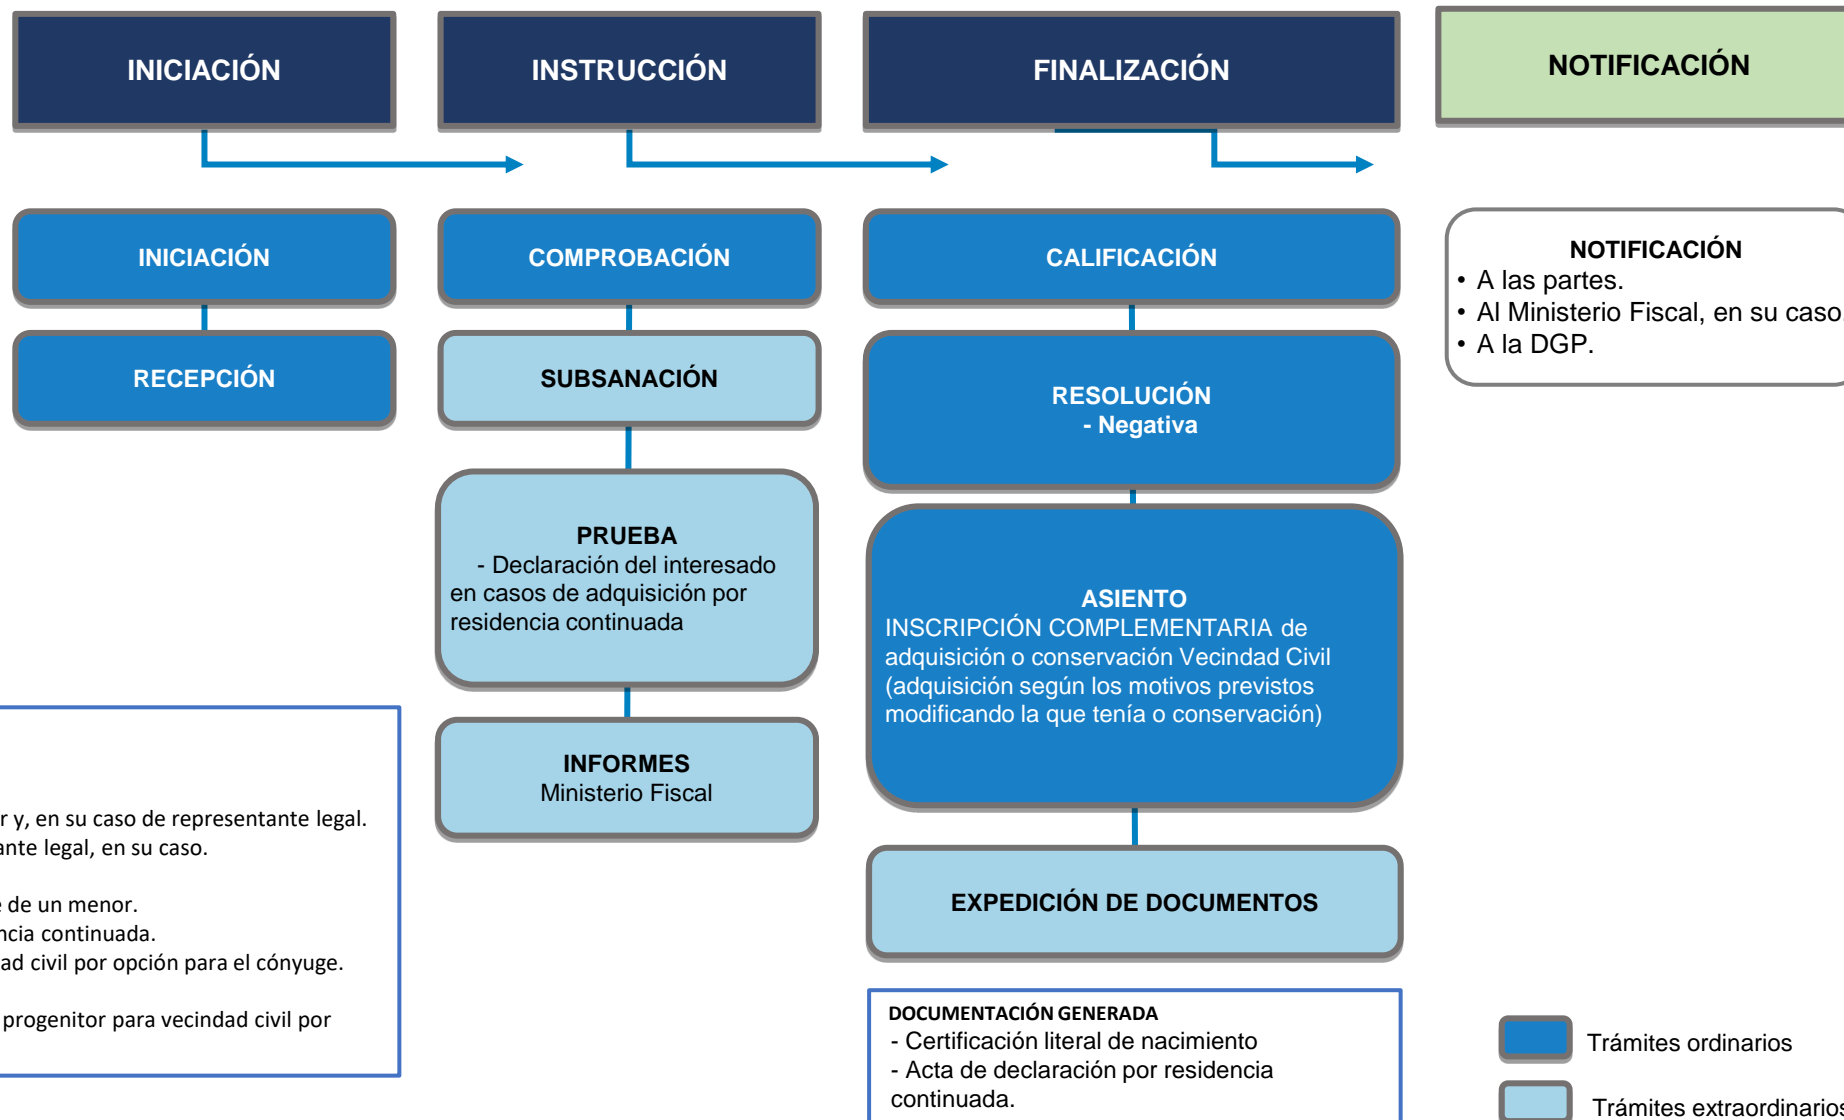 INICIACIÓN
INSTRUCCIÓN
FINALIZACIÓN
NOTIFICACIÓN
INICIACIÓN
RECEPCIÓN
COMPROBACIÓN
SUBSANACIÓN
PRUEBA
- Declaración del interesado
en casos de adquisición por
residencia continuada
INFORMES
Ministerio Fiscal
CALIFICACIÓN
RESOLUCIÓN
- Negativa
ASIENTO
INSCRIPCIÓN COMPLEMENTARIA de
adquisición o conservación Vecindad Civil
(adquisición según los motivos previstos
modificando la que tenía o conservación)
EXPEDICIÓN DE DOCUMENTOS
NOTIFICACIÓN
• A las partes.
• Al Ministerio Fiscal, en su caso.
• A la DGP.
y, en su caso de representante legal.
legal, en su caso.
de un menor.
continuada.
civil por opción para el cónyuge.
progenitor para vecindad civil por
DOCUMENTACIÓN GENERADA
- Certificación literal de nacimiento
- Acta de declaración por residencia
continuada.
Trámites ordinarios
Trámites extraordinarios